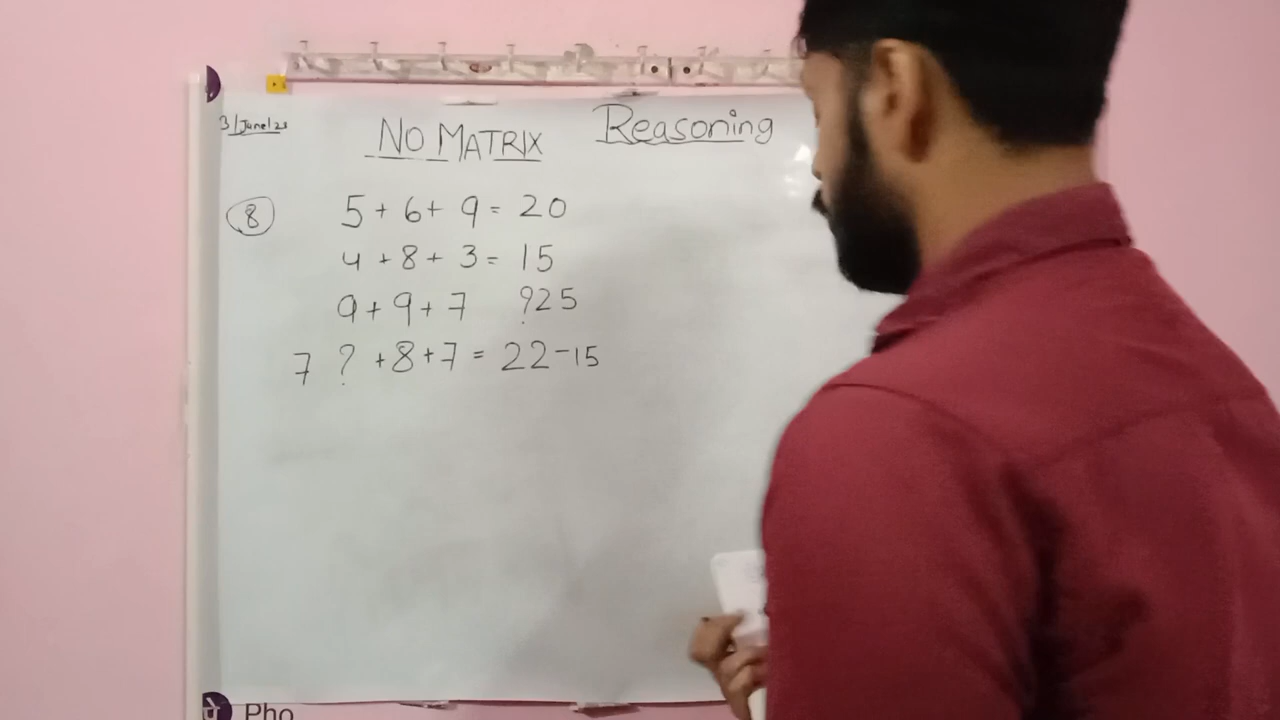 3/June/23
NO MATRIX
Reasoning
8
5 + 6 + 9 = 20
4 + 8 + 3 = 15
9 + 9 + 7 ?25
7 ? + 8 + 7 = 22-15
Pho